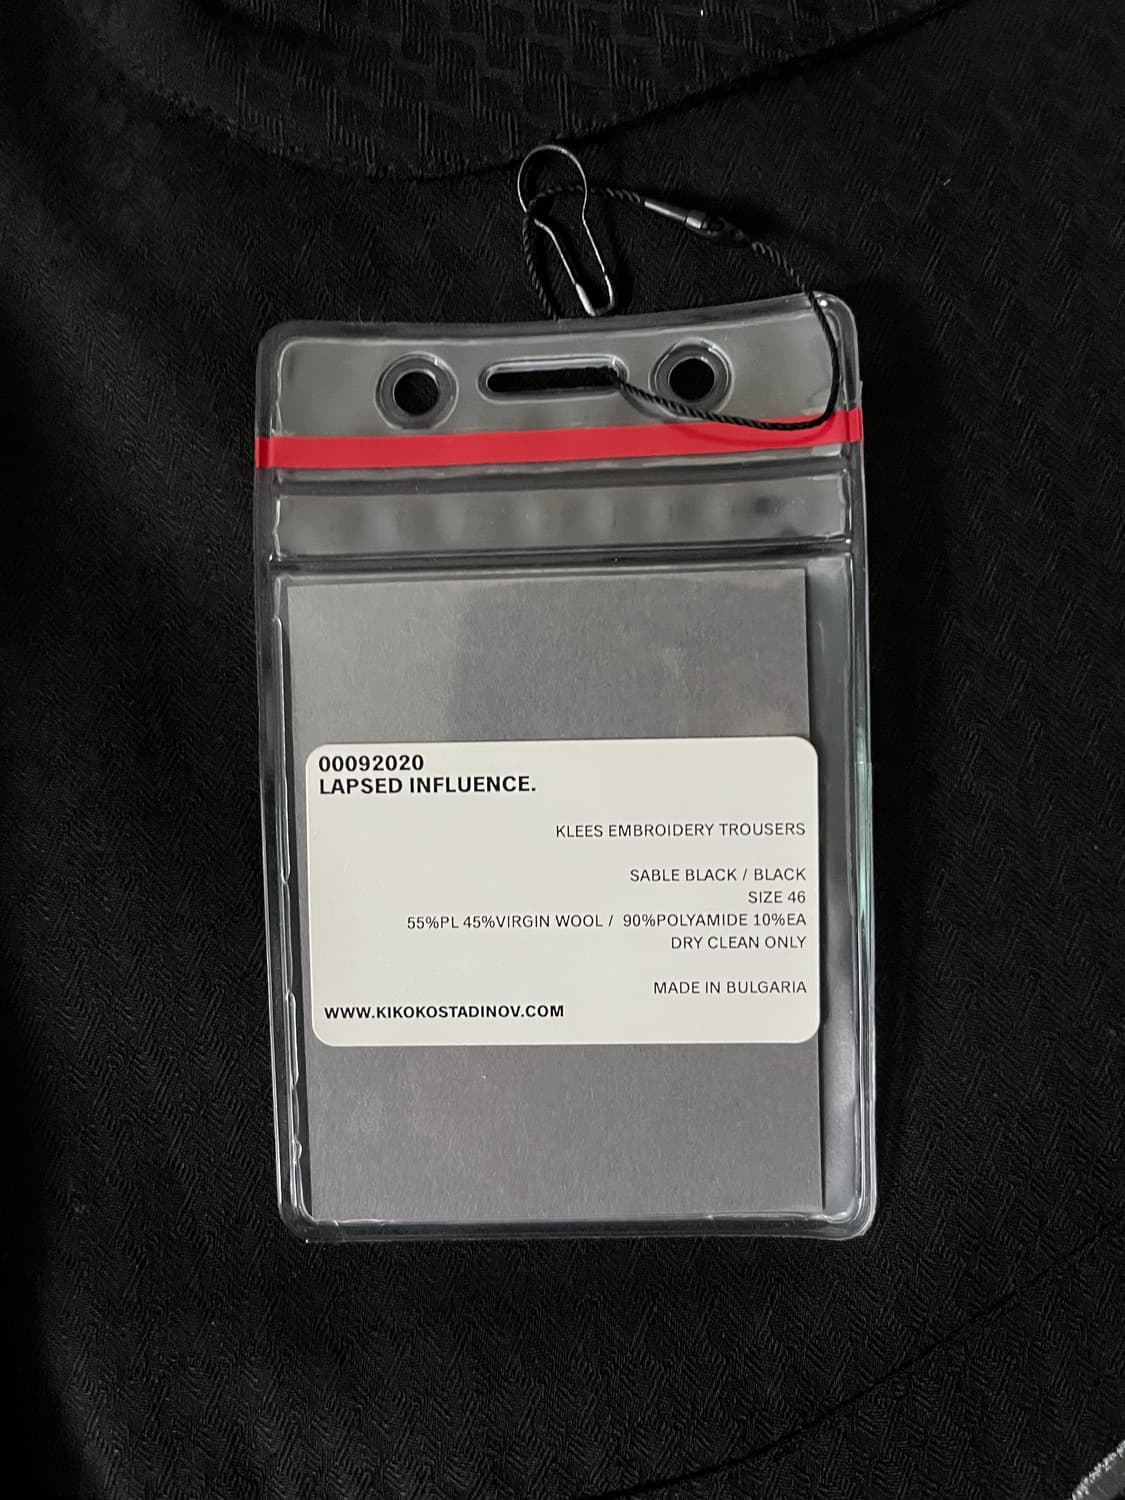 00092020
LAPSED INFLUENCE.
KLEES EMBROIDERY TROUSERS
SABLE BLACK / BLACK
SIZE 46
55%PL 45%VIRGIN WOOL / 90%POLYAMIDE 10%EA
DRY CLEAN ONLY
MADE IN BULGARIA
WWW.KIKOKOSTADINOV.COM